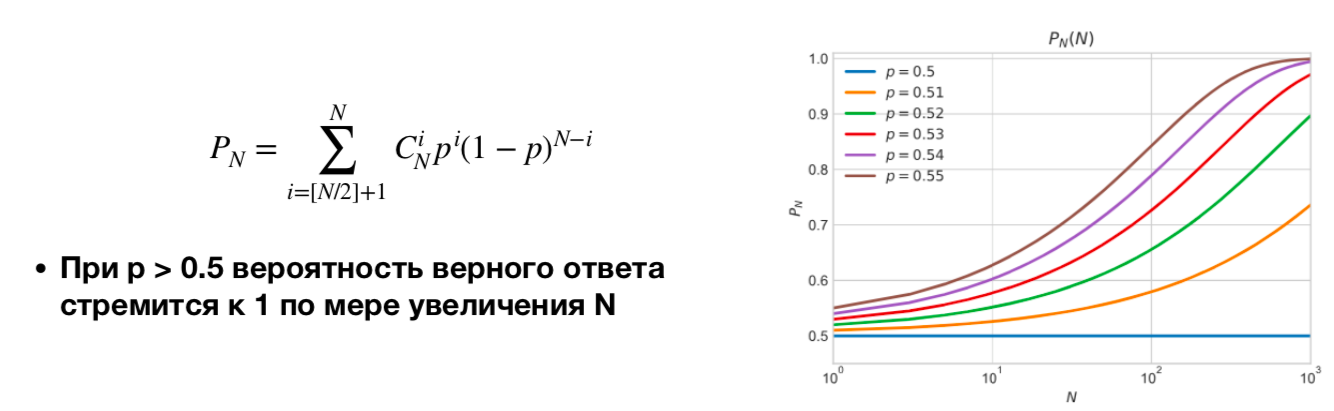 N
P_N = ∑ C_N^i p^i (1 − p)^{N−i}
i=[N/2]+1
• При p > 0.5 вероятность верного ответа
стремится к 1 по мере увеличения N
P_N(N)
p = 0.5
p = 0.51
p = 0.52
p = 0.53
p = 0.54
p = 0.55
1.0
0.9
0.8
0.7
0.6
0.5
P_N
10^0 10^1 10^2 10^3
N